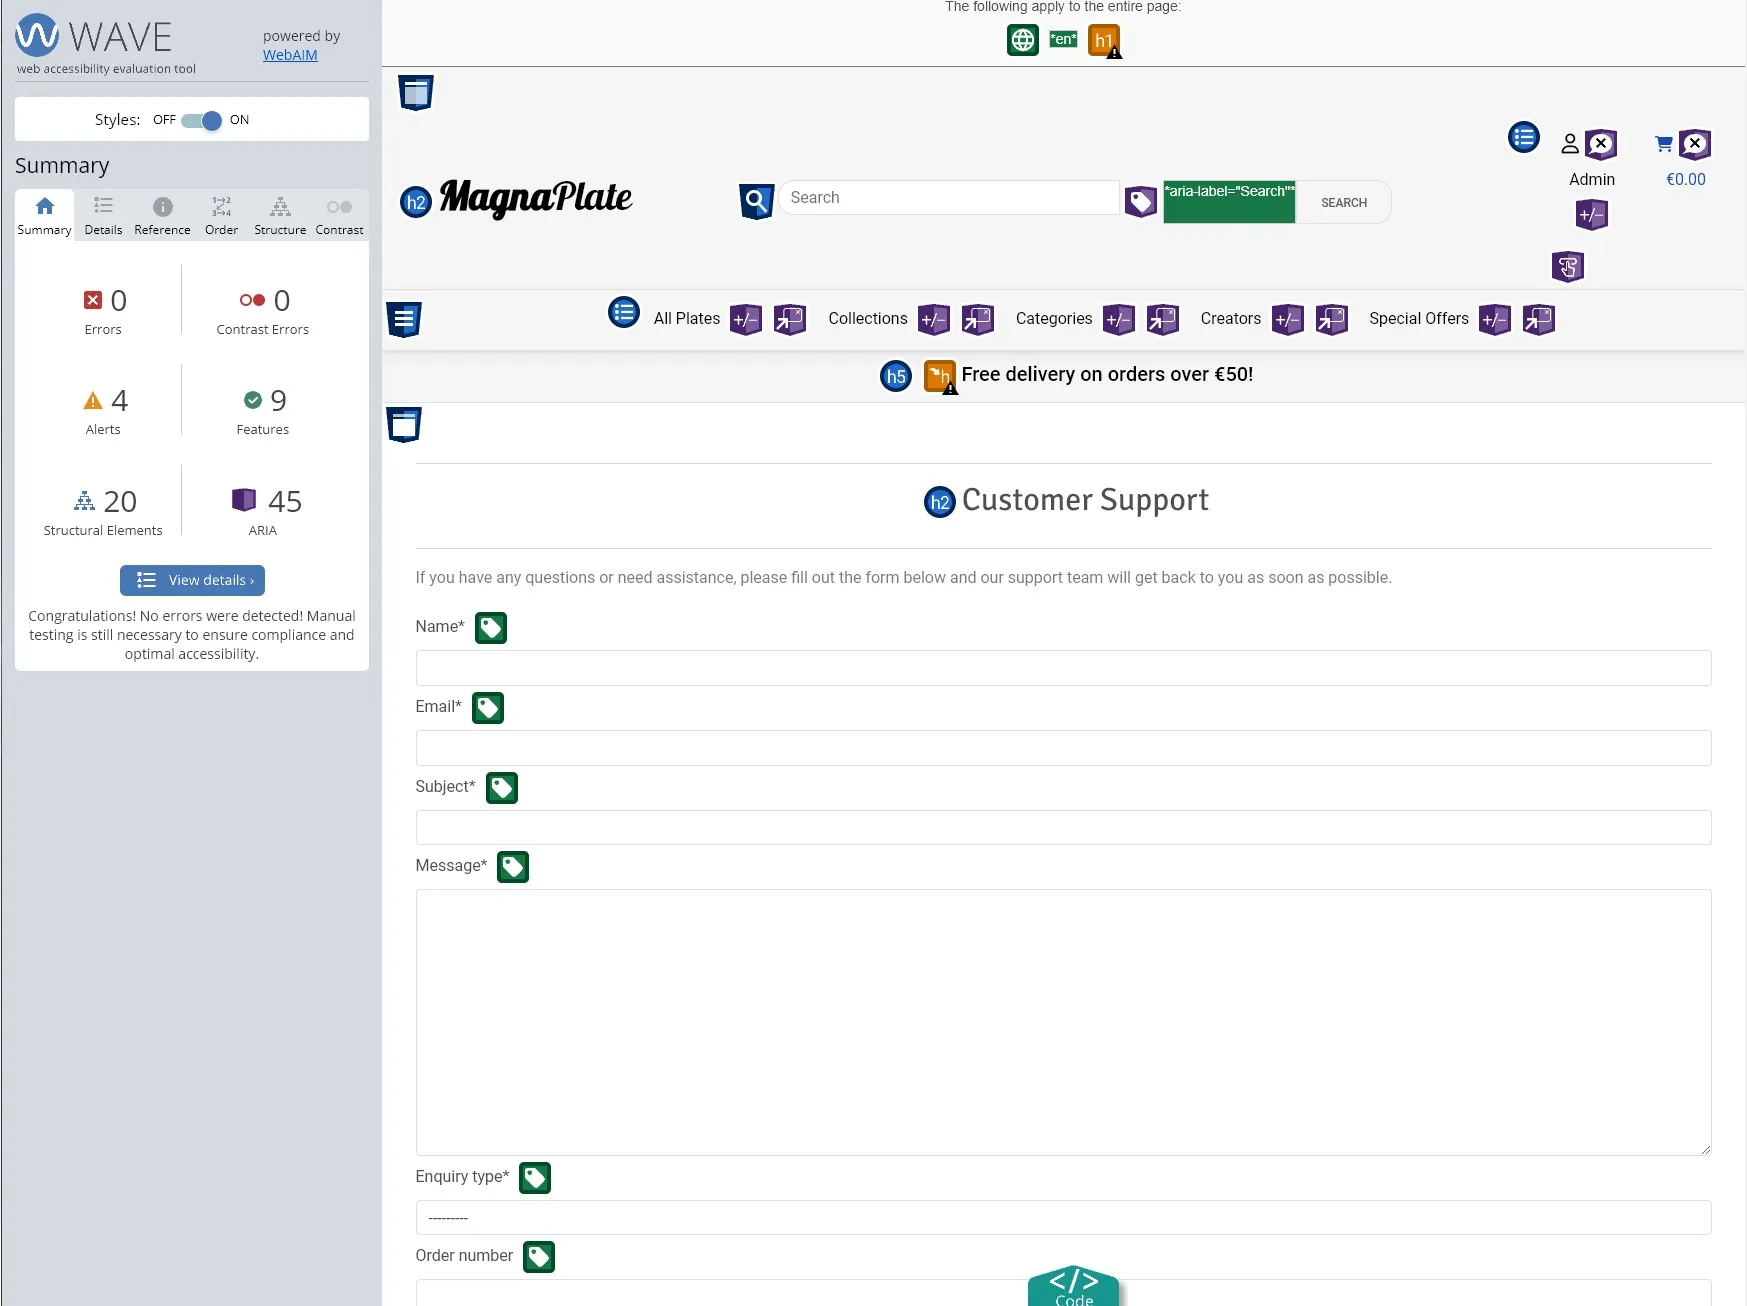 WAVE
powered by
WebAIM
web accessibility evaluation tool
Styles: OFF ON
Summary
Summary Details Reference Order Structure Contrast
0 0
Errors Contrast Errors
4 9
Alerts Features
20 45
Structural Elements ARIA
View details ›
Congratulations! No errors were detected! Manual
testing is still necessary to ensure compliance and
optimal accessibility.
The following apply to the entire page:
*en* h1
h2 MagnaPlate
Search
*aria-label="Search"*
SEARCH
Admin €0.00
+/−
All Plates +/− Collections +/− Categories +/− Creators +/− Special Offers +/−
h5 h Free delivery on orders over €50!
h2 Customer Support
If you have any questions or need assistance, please fill out the form below and our support team will get back to you as soon as possible.
Name*
Email*
Subject*
Message*
Enquiry type*
---------
Order number
</> Code